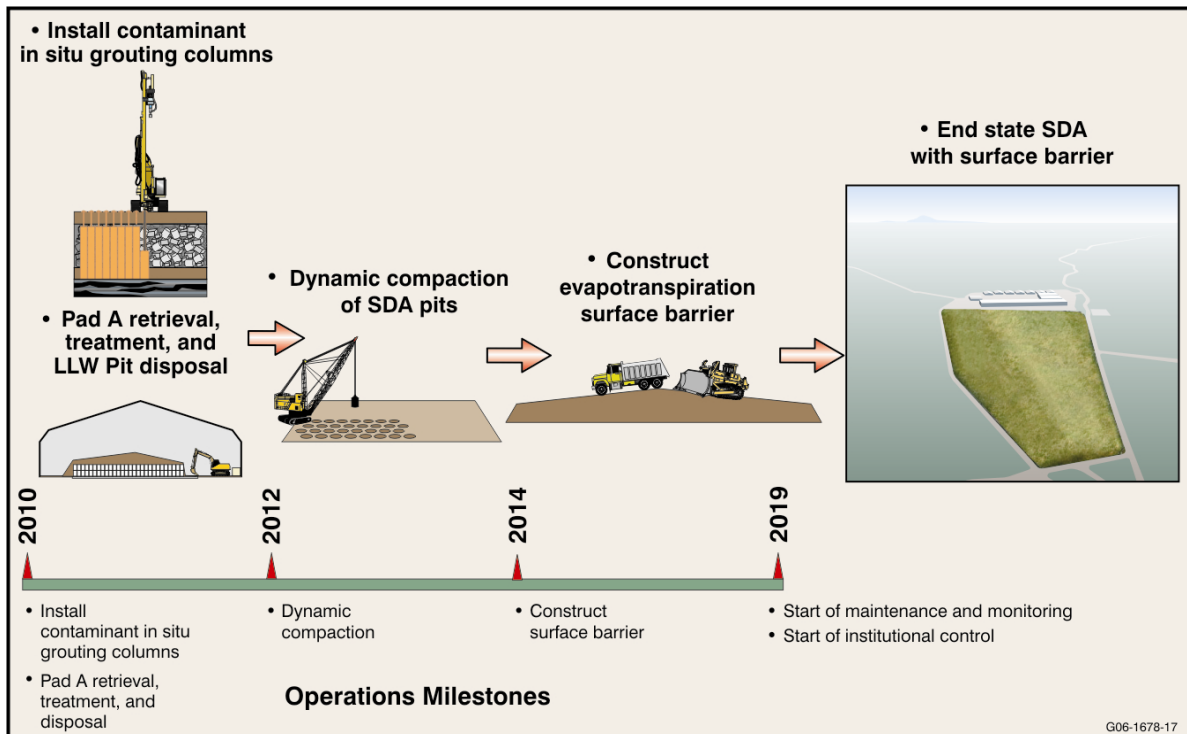 • Install contaminant
in situ grouting columns
• Pad A retrieval,
treatment, and
LLW Pit disposal
• Dynamic compaction
of SDA pits
• Construct
evapotranspiration
surface barrier
• End state SDA
with surface barrier
2010
2012
2014
2019
• Install
contaminant in situ
grouting columns
• Pad A retrieval,
treatment, and
disposal
• Dynamic
compaction
• Construct
surface barrier
• Start of maintenance and monitoring
• Start of institutional control
Operations Milestones
G06-1678-17